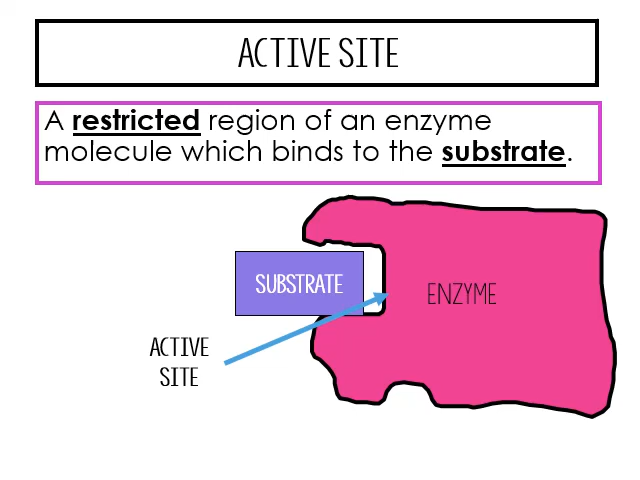 ACTIVE SITE
A restricted region of an enzyme
molecule which binds to the substrate.
SUBSTRATE
ENZYME
ACTIVE
SITE